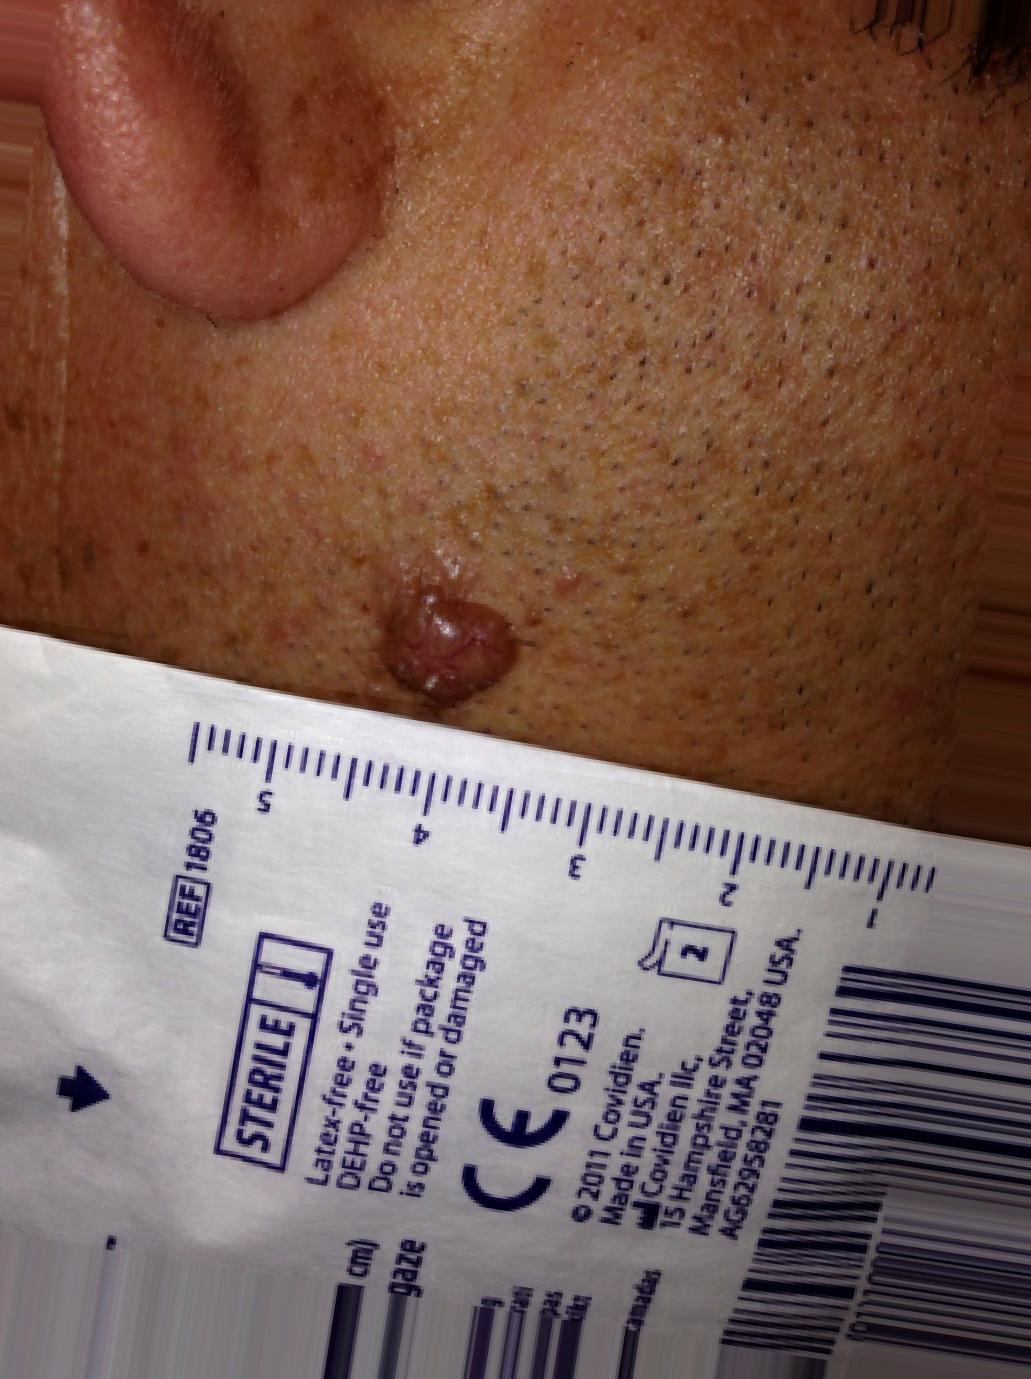 5 4 3 2 1
REF 1806
2
STERILE
Latex-free • Single use
DEHP-free
Do not use if package
is opened or damaged
CE 0123
© 2011 Covidien.
Made in USA.
Covidien llc,
15 Hampshire Street,
Mansfield, MA 02048 USA.
AG62958281
cm)
gaze